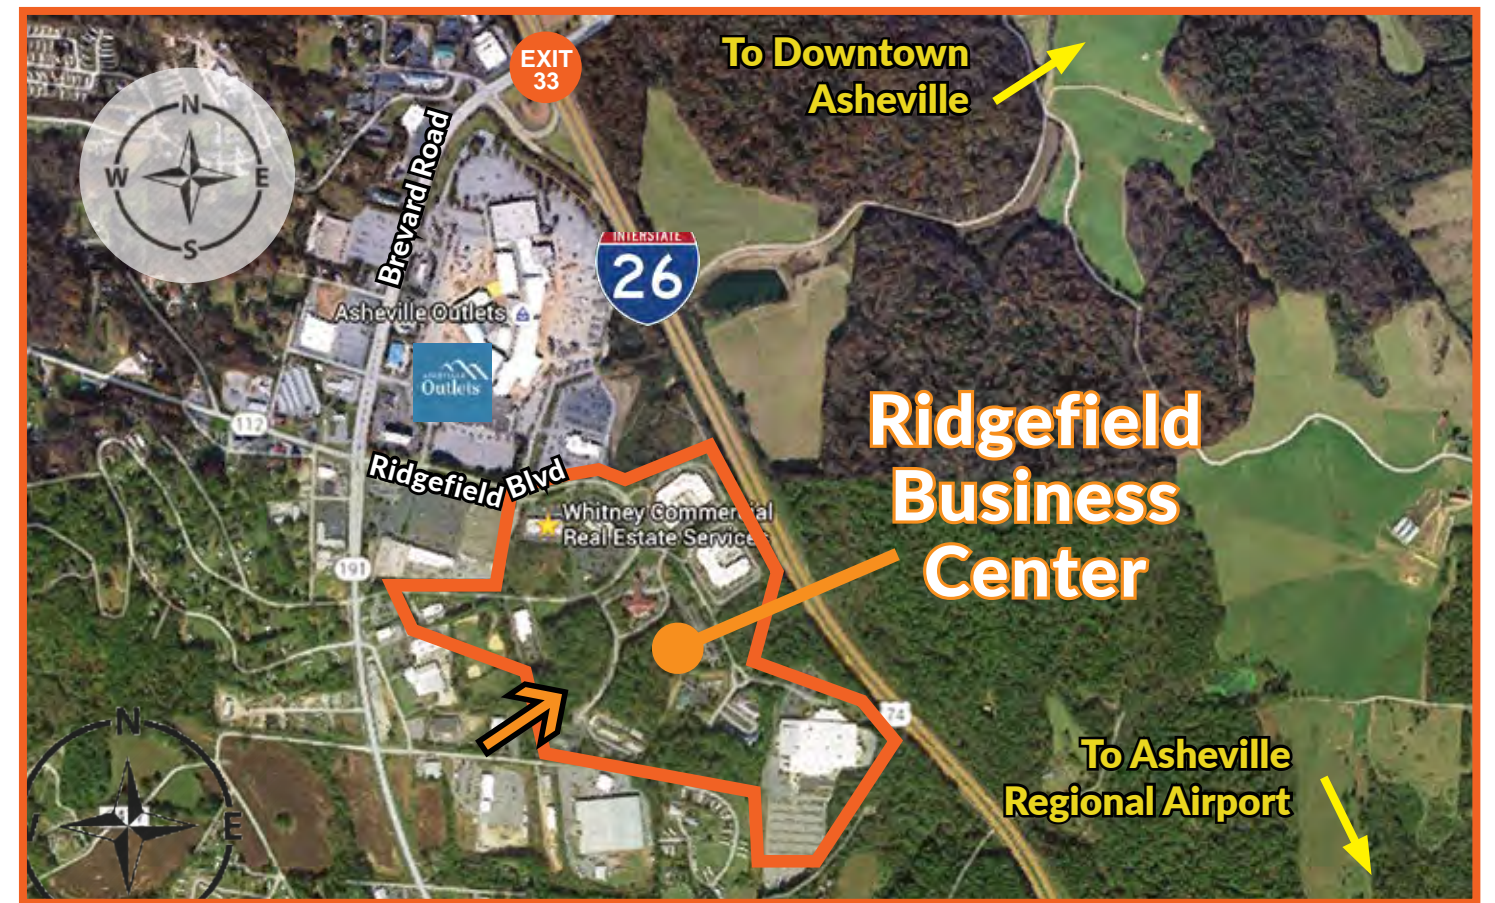 EXIT
33
To Downtown
Asheville
N
W
E
S
Brevard Road
INTERSTATE
26
Asheville Outlets
Outlets
112
Ridgefield Blvd
Ridgefield
Business
Center
Whitney Commercial
Real Estate Services
191
74
To Asheville
Regional Airport
N
E